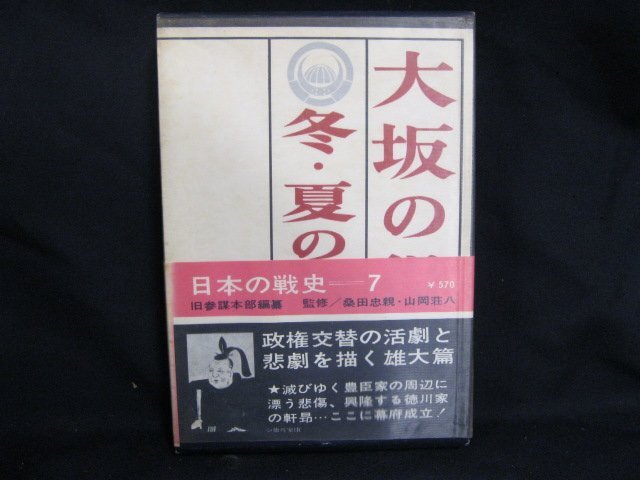 大坂の
冬・夏の
日本の戦史——7
￥570
旧参謀本部編纂 監修／桑田忠親・山岡荘八
政権交替の活劇と
悲劇を描く雄大篇
★滅びゆく豊臣家の周辺に
漂う悲傷、興隆する徳川家
の軒昂…ここに幕府成立！